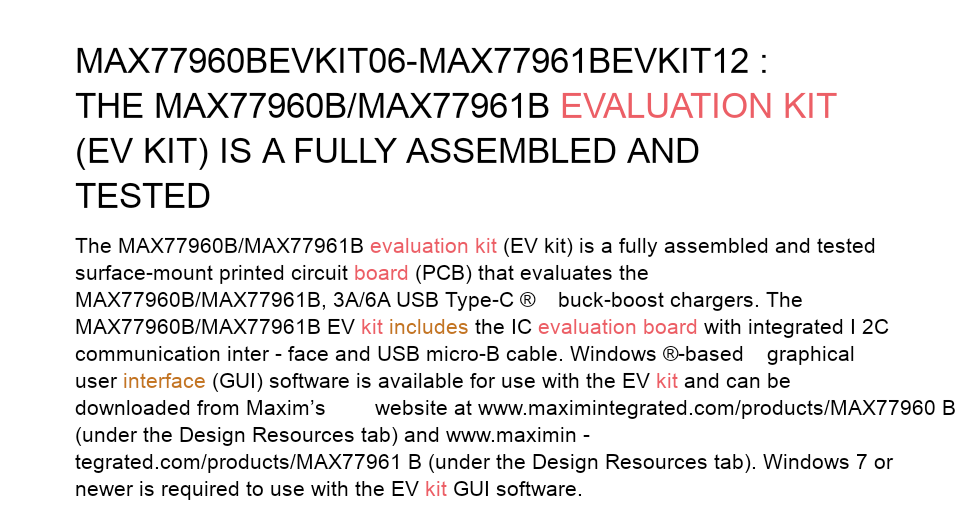 MAX77960BEVKIT06-MAX77961BEVKIT12 :
THE MAX77960B/MAX77961B EVALUATION KIT
(EV KIT) IS A FULLY ASSEMBLED AND
TESTED
The MAX77960B/MAX77961B evaluation kit (EV kit) is a fully assembled and tested
surface-mount printed circuit board (PCB) that evaluates the
MAX77960B/MAX77961B, 3A/6A USB Type-C ® buck-boost chargers. The
MAX77960B/MAX77961B EV kit includes the IC evaluation board with integrated I 2C
communication inter - face and USB micro-B cable. Windows ®-based graphical
user interface (GUI) software is available for use with the EV kit and can be
downloaded from Maxim’s website at www.maximintegrated.com/products/MAX77960 B
(under the Design Resources tab) and www.maximin -
tegrated.com/products/MAX77961 B (under the Design Resources tab). Windows 7 or
newer is required to use with the EV kit GUI software.